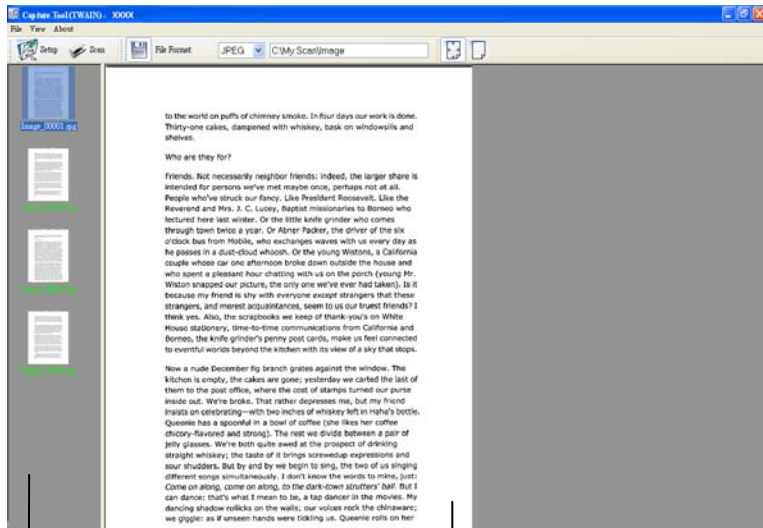 Capture Tool(TWAIN) - XXXX
File View About
Setup Scan File Format: JPEG C:\My Scan\Image
Image_00001.jpg
to the world on puffs of chimney smoke. In four days our work is done.
Thirty-one cakes, dampened with whiskey, bask on windowsills and
shelves.
Who are they for?
Friends. Not necessarily neighbor friends: indeed, the larger share is
intended for persons we've met maybe once, perhaps not at all.
People who've struck our fancy. Like President Roosevelt. Like the
Reverend and Mrs. J. C. Lucey, Baptist missionaries to Borneo who
lectured here last winter. Or the little knife grinder who comes
through town twice a year. Or Abner Packer, the driver of the six
o'clock bus from Mobile, who exchanges waves with us every day as
he passes in a dust-cloud whoosh. Or the young Wistons, a California
couple whose car one afternoon broke down outside the house and
who spent a pleasant hour chatting with us on the porch (young Mr.
Wiston snapped our picture, the only one we've ever had taken). Is it
because my friend is shy with everyone except strangers that these
strangers, and merest acquaintances, seem to us our truest friends? I
think yes. Also, the scrapbooks we keep of thank-you's on White
House stationery, time-to-time communications from California and
Borneo, the knife grinder's penny post cards, make us feel connected
to eventful worlds beyond the kitchen with its view of a sky that stops.
Now a nude December fig branch grates against the window. The
kitchen is empty, the cakes are gone; yesterday we carted the last of
them to the post office, where the cost of stamps turned our purse
inside out. We're broke. That rather depresses me, but my friend
insists on celebrating—with two inches of whiskey left in Haha's bottle.
Queenie has a spoonful in a bowl of coffee (she likes her coffee
chicory-flavored and strong). The rest we divide between a pair of
jelly glasses. We're both quite awed at the prospect of drinking
straight whiskey; the taste of it brings screwedup expressions and
sour shudders. But by and by we begin to sing, the two of us singing
different songs simultaneously. I don't know the words to mine, just:
Come on along, come on along, to the dark-town strutters' ball. But I
can dance: that's what I mean to be, a tap dancer in the movies. My
dancing shadow rollicks on the walls; our voices rock the chinaware;
we giggle: as if unseen hands were tickling us. Queenie rolls on her